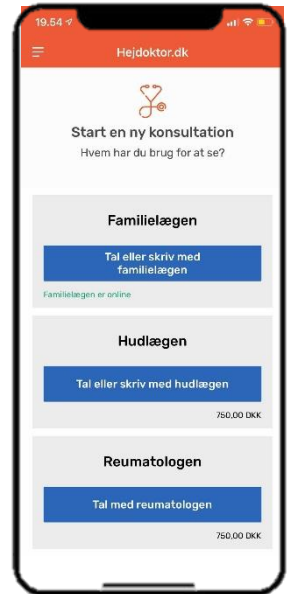 19.54
Hejdoktor.dk
Start en ny konsultation
Hvem har du brug for at se?
Familielægen
Tal eller skriv med
familielægen
Familielægen er online
Hudlægen
Tal eller skriv med hudlægen
750,00 DKK
Reumatologen
Tal med reumatologen
750,00 DKK